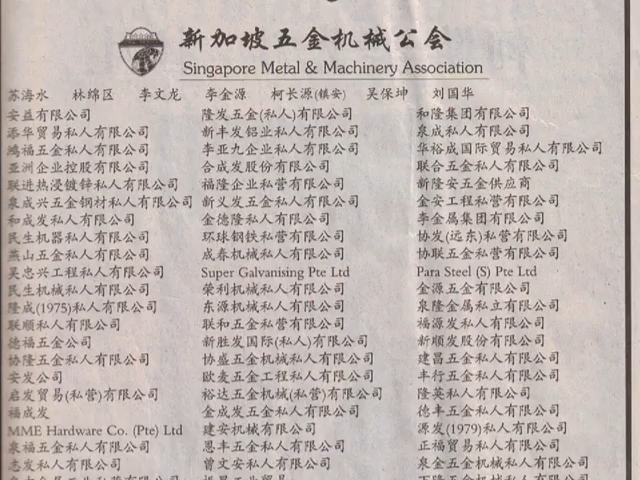 新加坡五金机械公会
Singapore Metal & Machinery Association
苏海水 林绵区 李文龙 李金源 柯长源(镇安) 吴保坤 刘国华
安益有限公司 隆发五金(私人)有限公司 和隆集团有限公司
添华贸易私人有限公司 新丰发铝业私人有限公司 泉成私人有限公司
鸿福五金私人有限公司 李亚九企业私人有限公司 华裕成国际贸易私人有限公司
亚洲企业控股有限公司 合成发股份有限公司 联合五金私人有限公司
联进热浸镀锌私人有限公司 福隆企业私营有限公司 新隆安五金供应商
泉成兴五金钢材私人有限公司 新义发五金私人有限公司 金安工程私营有限公司
和成发私人有限公司 金德隆私人有限公司 李金属集团有限公司
民生机器私人有限公司 环球钢铁私营有限公司 协发(远东)私营有限公司
燕山五金私人有限公司 成春机械私人有限公司 协联五金私营有限公司
吴忠兴工程私人有限公司 Super Galvanising Pte Ltd Para Steel (S) Pte Ltd
民生机械私人有限公司 荣利机械私人有限公司 金源五金有限公司
隆成(1975)私人有限公司 东源机械私人有限公司 泉隆金属私立有限公司
联顺私人有限公司 联和五金私营有限公司 福源发私人有限公司
德福五金公司 新胜发国际(私人)有限公司 新顺发股份有限公司
协隆五金私人有限公司 协盛五金机械私人有限公司 建昌五金私人有限公司
安发公司 欧麦五金工程私人有限公司 丰行五金私人有限公司
启发贸易(私营)有限公司 裕达五金机械(私营)有限公司 隆英私人有限公司
福成发 金成发五金私人有限公司 德丰五金私人有限公司
MME Hardware Co. (Pte) Ltd 建安机械有限公司 源发(1979)私人有限公司
泉福五金私人有限公司 恩丰五金私人有限公司 正福贸易私人有限公司
志发私人有限公司 曾文安私人有限公司 泉金五金机械私人有限公司